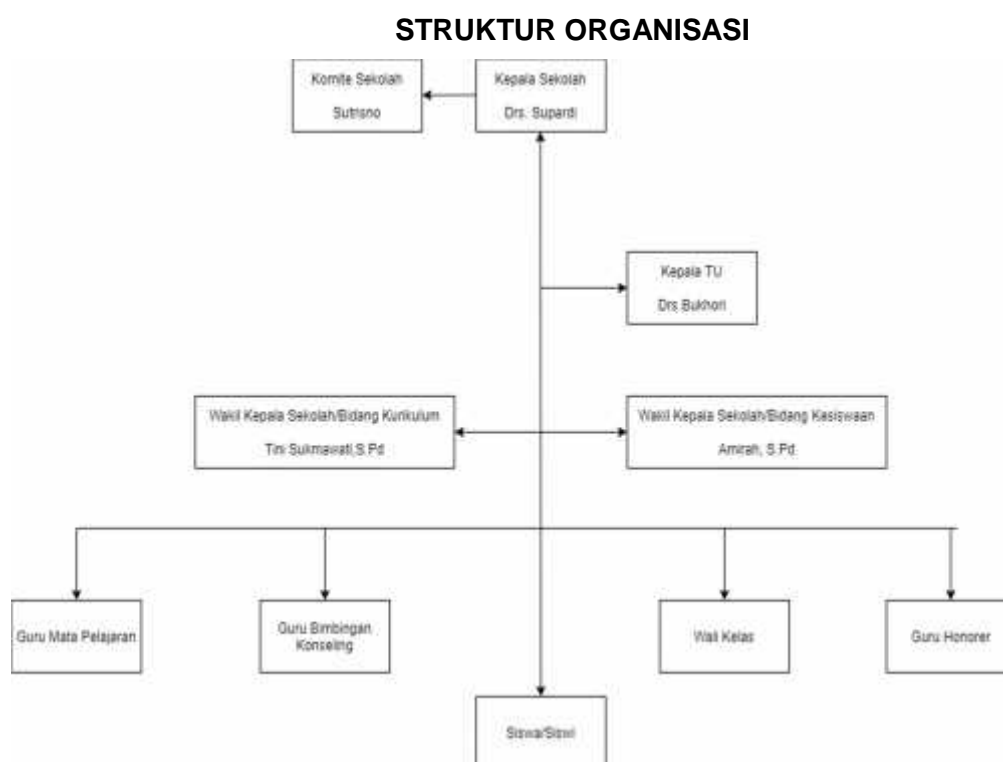 STRUKTUR ORGANISASI
Komite Sekolah
Sutrisno
Kepala Sekolah
Drs. Supardi
Kepala TU
Drs Bukhori
Wakil Kepala Sekolah/Bidang Kurikulum
Tini Sukmawati,S.Pd
Wakil Kepala Sekolah/Bidang Kesiswaan
Amirah, S.Pd
Guru Mata Pelajaran
Guru Bimbingan
Konseling
Wali Kelas
Guru Honorer
Siswa/Siswi